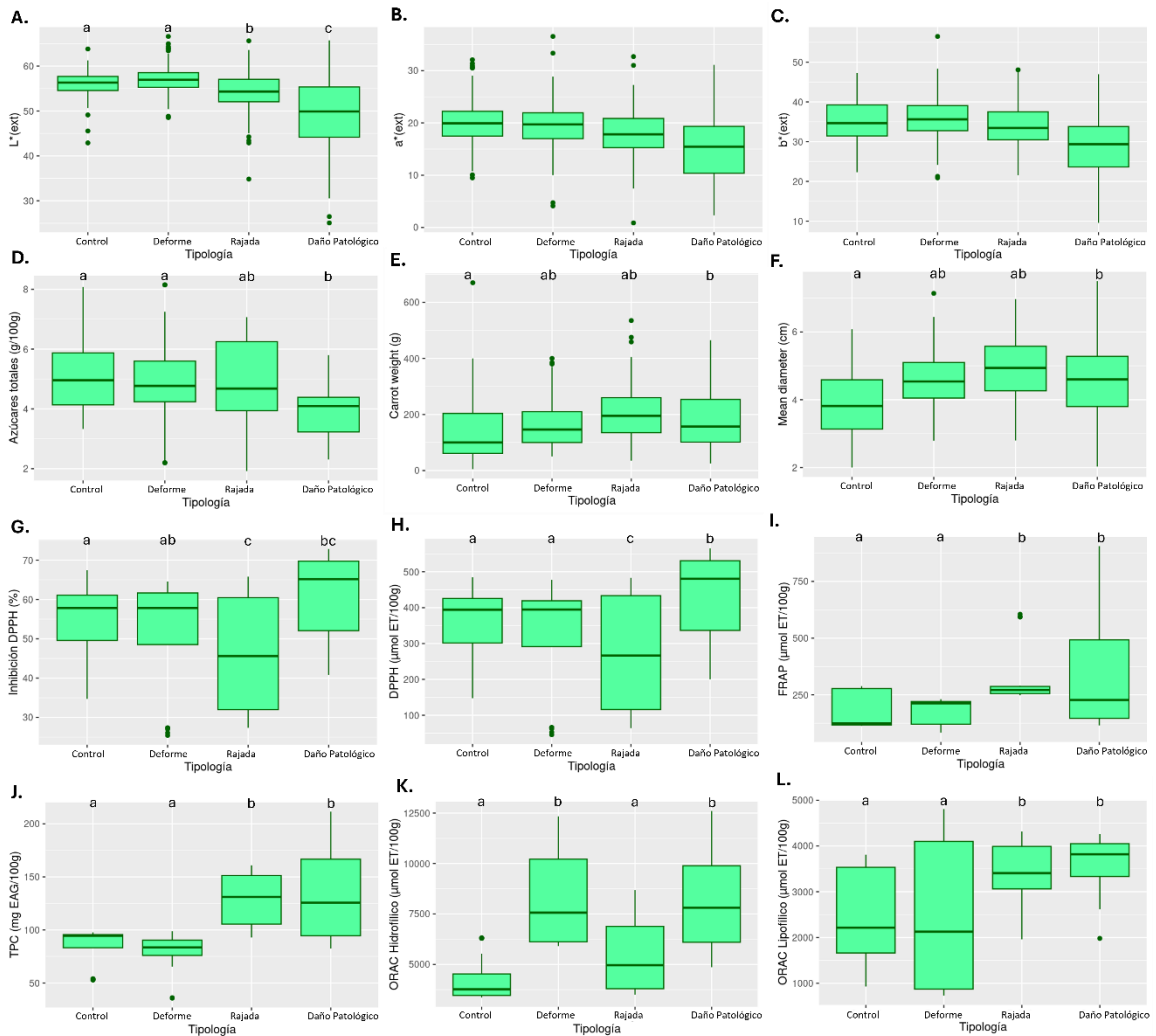 A.
a a b c
L*(ext)
60
50
40
30
Control Deforme Rajada Daño Patológico
Tipología
B.
a*(ext)
30
20
10
0
Control Deforme Rajada Daño Patológico
Tipología
C.
b*(ext)
50
40
30
20
10
Control Deforme Rajada Daño Patológico
Tipología
D.
a a ab b
Azúcares totales (g/100g)
8
6
4
2
Control Deforme Rajada Daño Patológico
Tipología
E.
a ab ab b
Carrot weight (g)
600
400
200
0
Control Deforme Rajada Daño Patológico
Tipología
F.
a ab ab b
Mean diameter (cm)
6
4
2
Control Deforme Rajada Daño Patológico
Tipología
G.
a ab c bc
Inhibición DPPH (%)
70
60
50
40
30
Control Deforme Rajada Daño Patológico
Tipología
H.
a a c b
DPPH (µmol ET/100g)
500
400
300
200
100
Control Deforme Rajada Daño Patológico
Tipología
I.
a a b b
FRAP (µmol ET/100g)
750
500
250
Control Deforme Rajada Daño Patológico
Tipología
J.
a a b b
TPC (mg EAG/100g)
200
150
100
50
Control Deforme Rajada Daño Patológico
Tipología
K.
a b a b
ORAC Hidrofílico (µmol ET/100g)
12500
10000
7500
5000
Control Deforme Rajada Daño Patológico
Tipología
L.
a a b b
ORAC Lipofílico (µmol ET/100g)
5000
4000
3000
2000
1000
Control Deforme Rajada Daño Patológico
Tipología